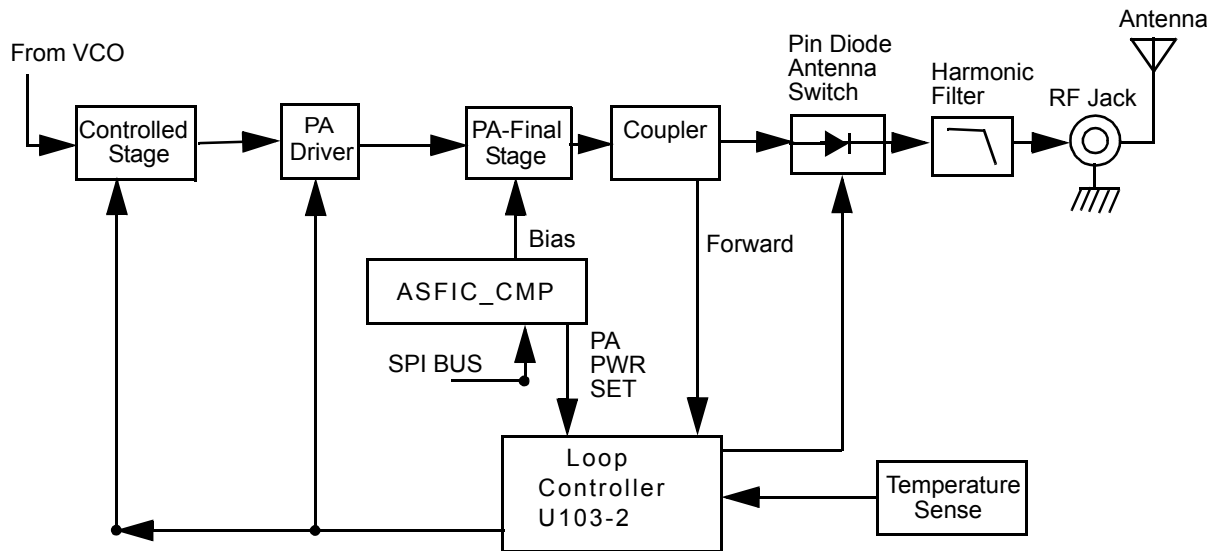 Antenna
From VCO
Pin Diode
Antenna
Switch
Harmonic
Filter
RF Jack
Controlled
Stage
PA
Driver
PA-Final
Stage
Coupler
Bias
Forward
ASFIC_CMP
SPI BUS
PA
PWR
SET
Loop
Controller
U103-2
Temperature
Sense